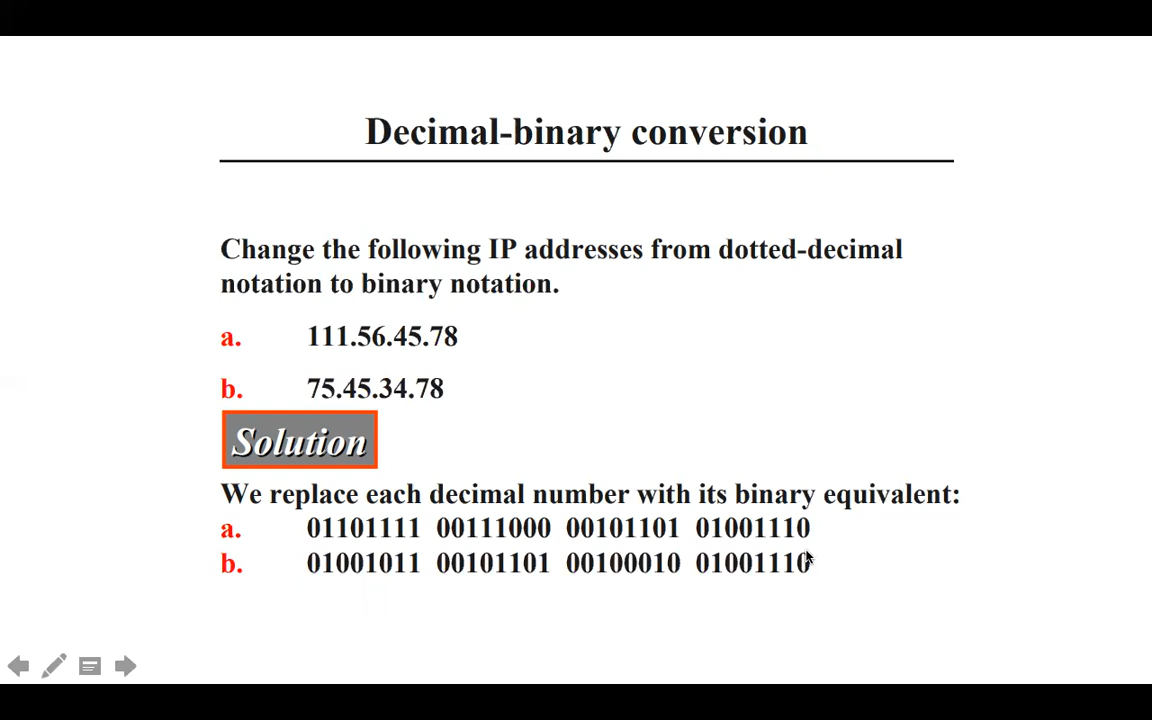 Decimal-binary conversion
Change the following IP addresses from dotted-decimal
notation to binary notation.
a. 111.56.45.78
b. 75.45.34.78
Solution
We replace each decimal number with its binary equivalent:
a. 01101111 00111000 00101101 01001110
b. 01001011 00101101 00100010 01001110